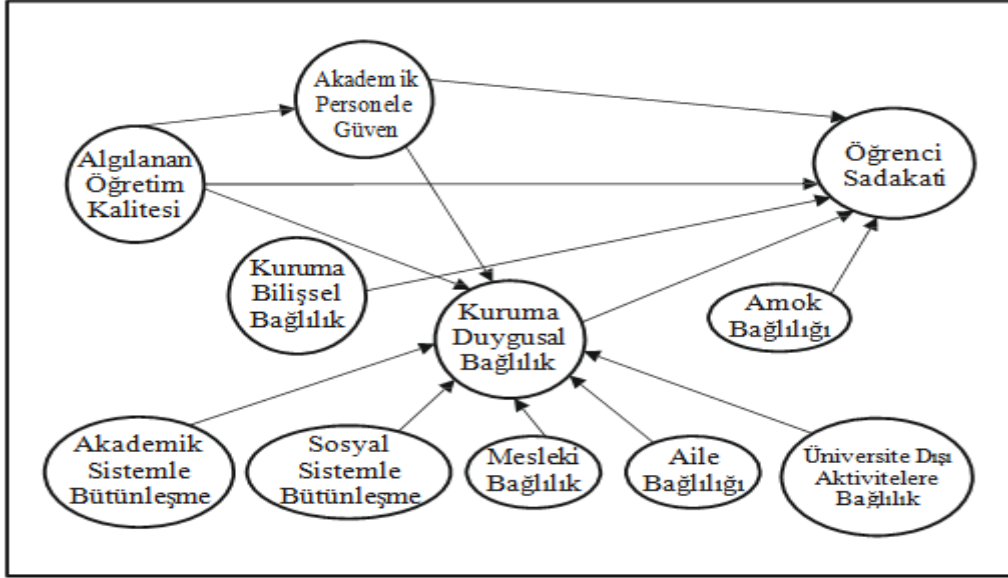 Akademik
Personele
Güven
Algılanan
Öğretim
Kalitesi
Öğrenci
Sadakati
Kuruma
Bilişsel
Bağlılık
Kuruma
Duygusal
Bağlılık
Amok
Bağlılığı
Akademik
Sistemle
Bütünleşme
Sosyal
Sistemle
Bütünleşme
Mesleki
Bağlılık
Aile
Bağlılığı
Üniversite Dışı
Aktivitelere
Bağlılık